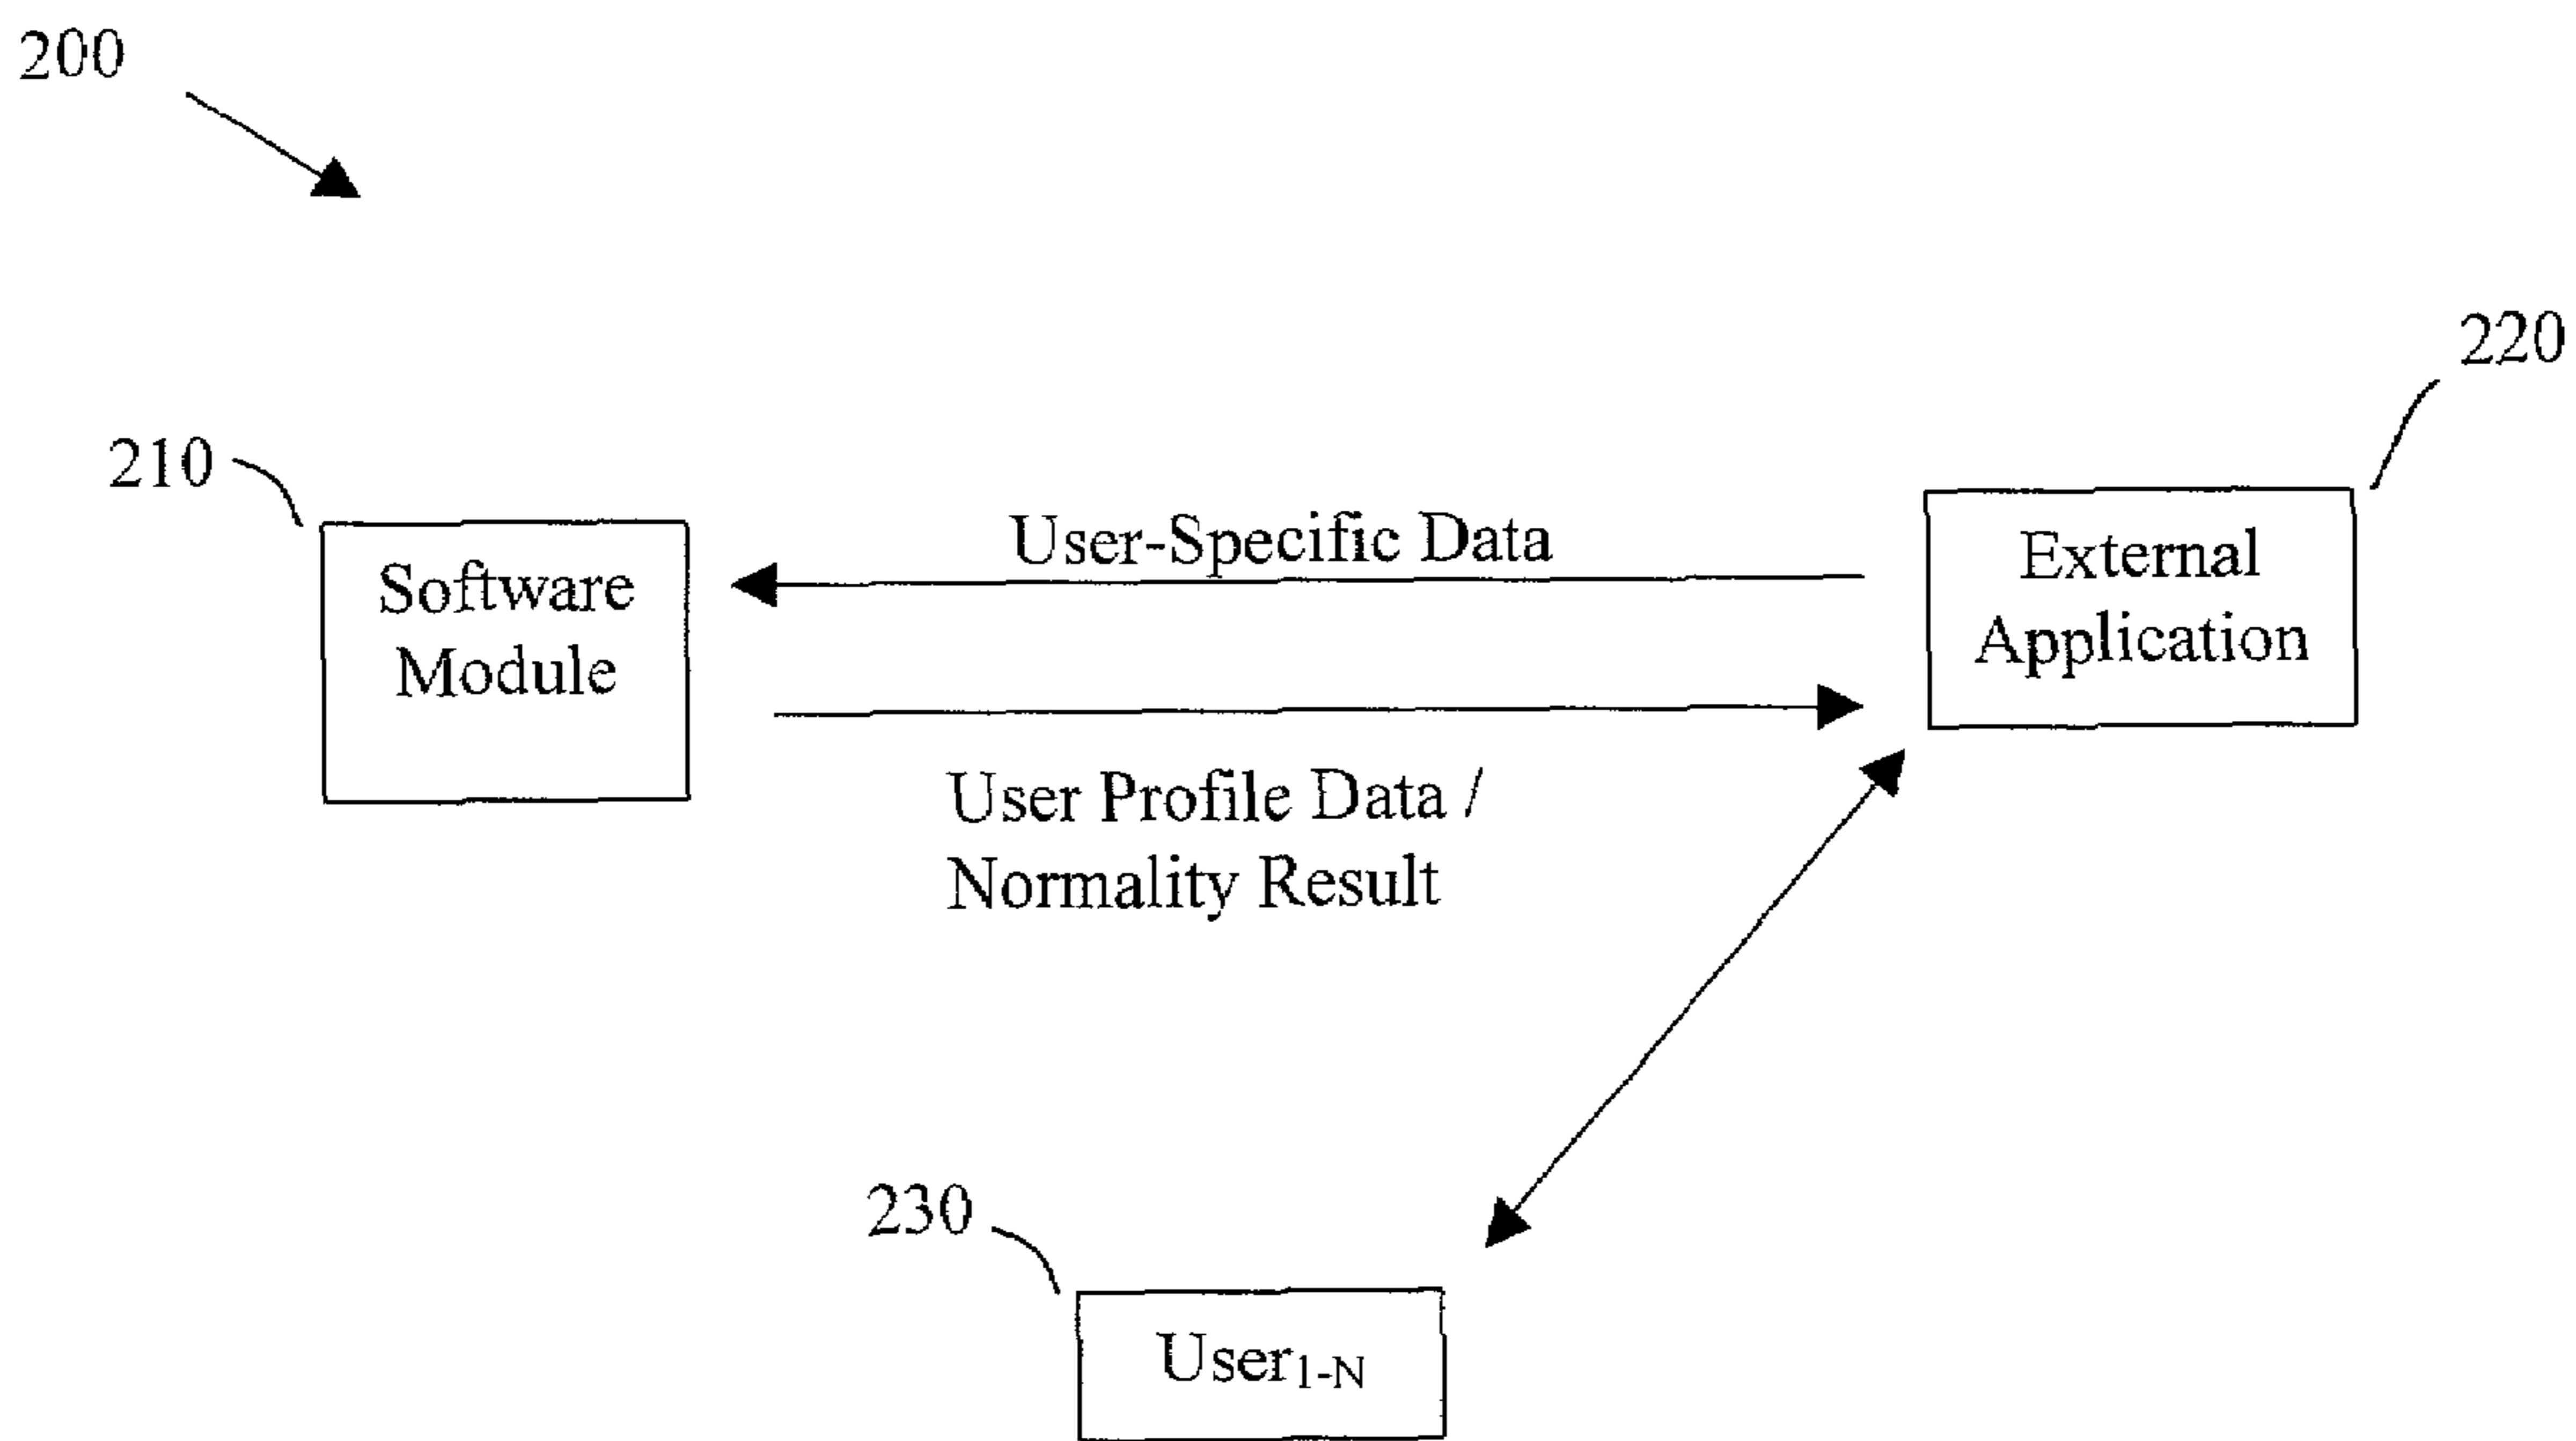 200
220
210
User-Specific Data
External
Application
Software
Module
User Profile Data /
Normality Result
230
User1-N